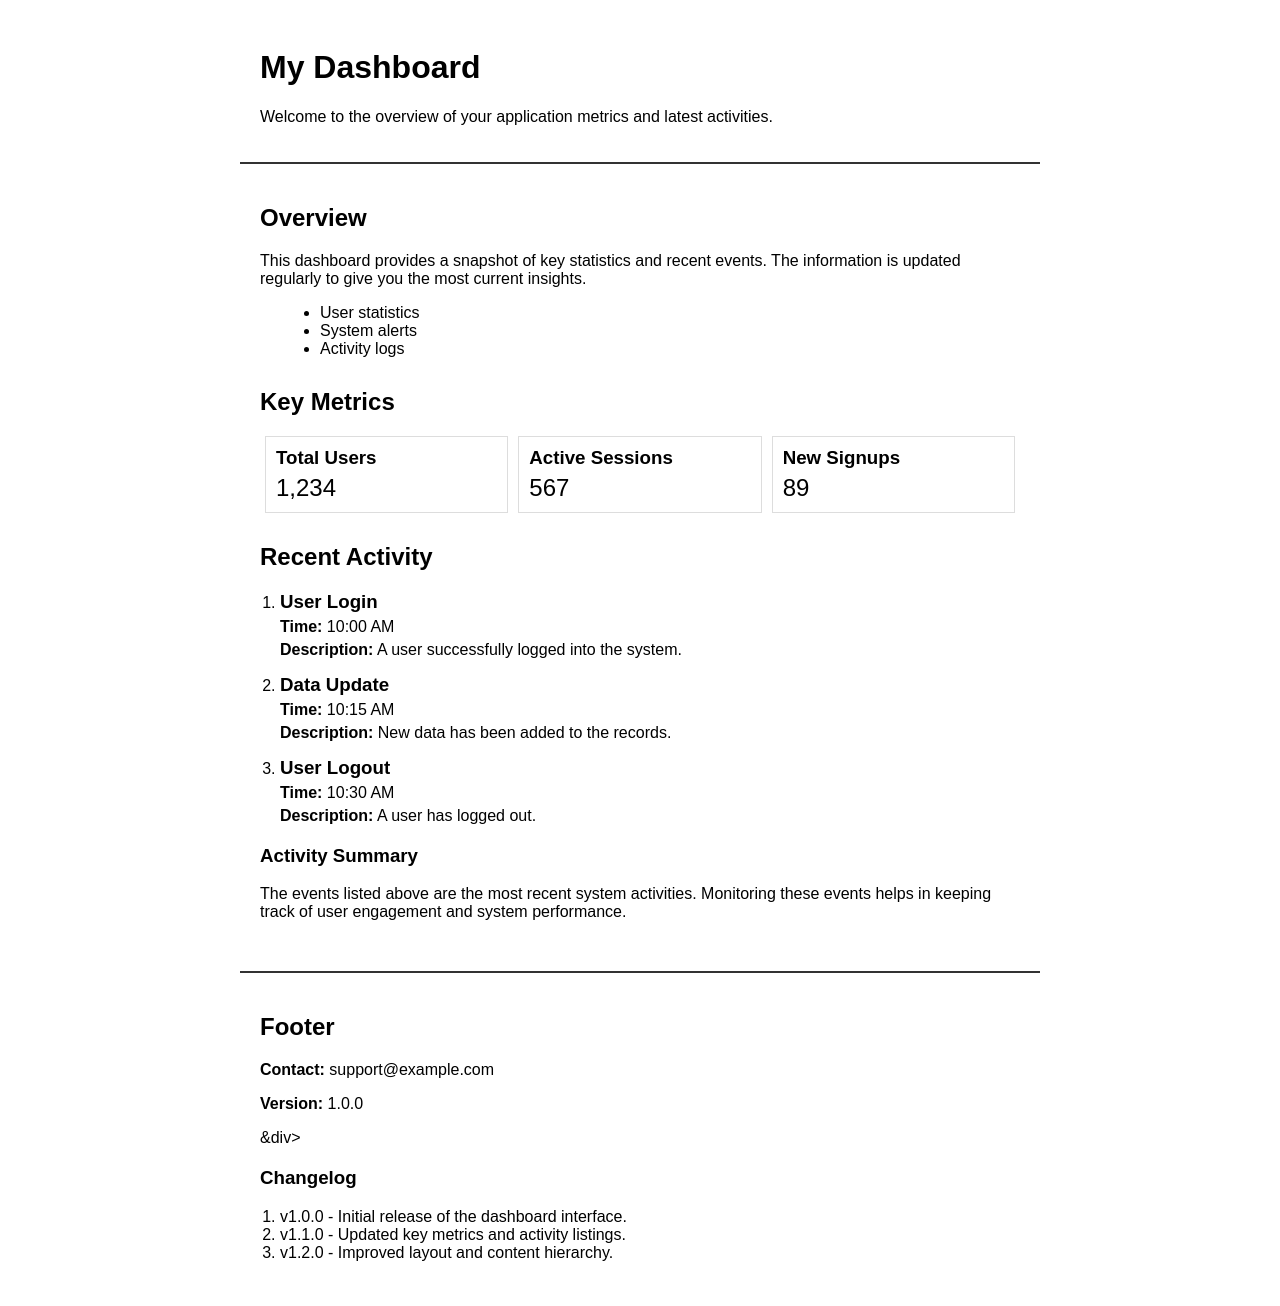 My Dashboard
Welcome to the overview of your application metrics and latest activities.
Overview
This dashboard provides a snapshot of key statistics and recent events. The information is updated
regularly to give you the most current insights.
• User statistics
• System alerts
• Activity logs
Key Metrics
Total Users
1,234
Active Sessions
567
New Signups
89
Recent Activity
1. User Login
Time: 10:00 AM
Description: A user successfully logged into the system.
2. Data Update
Time: 10:15 AM
Description: New data has been added to the records.
3. User Logout
Time: 10:30 AM
Description: A user has logged out.
Activity Summary
The events listed above are the most recent system activities. Monitoring these events helps in keeping
track of user engagement and system performance.
Footer
Contact: support@example.com
Version: 1.0.0
&div>
Changelog
1. v1.0.0 - Initial release of the dashboard interface.
2. v1.1.0 - Updated key metrics and activity listings.
3. v1.2.0 - Improved layout and content hierarchy.